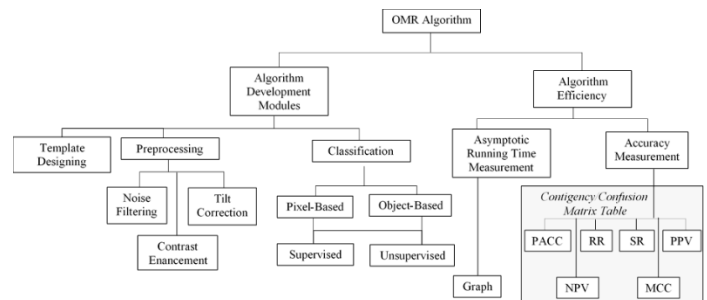 OMR Algorithm
Algorithm
Development
Modules
Algorithm
Efficiency
Template
Designing
Preprocessing
Classification
Asymptotic
Running Time
Measurement
Accuracy
Measurement
Noise
Filtering
Tilt
Correction
Contrast
Enancement
Pixel-Based
Object-Based
Supervised
Unsupervised
Graph
Contigency/Confusion
Matrix Table
PACC
RR
SR
PPV
NPV
MCC